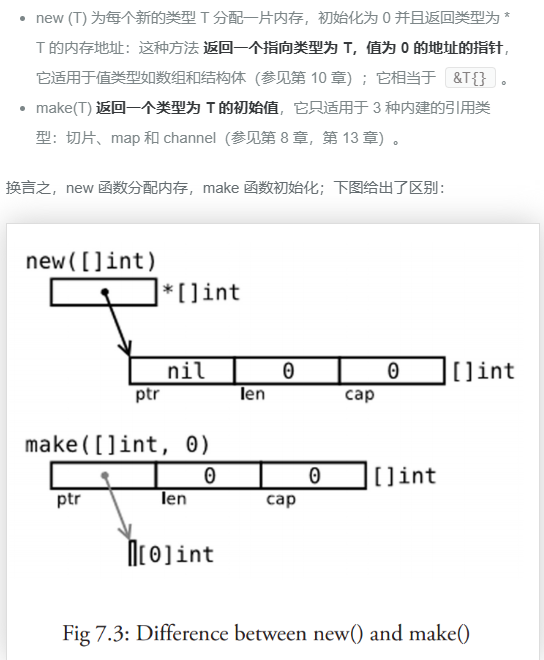 new (T) 为每个新的类型 T 分配一片内存，初始化为 0 并且返回类型为 *
T 的内存地址：这种方法 返回一个指向类型为 T，值为 0 的地址的指针，
它适用于值类型如数组和结构体（参见第 10 章）；它相当于 &T{} 。
make(T) 返回一个类型为 T 的初始值，它只适用于 3 种内建的引用类
型：切片、map 和 channel（参见第 8 章，第 13 章）。
换言之，new 函数分配内存，make 函数初始化；下图给出了区别：
new([]int)
*[]int
nil 0 0 []int
ptr len cap
make([]int, 0)
0 0 []int
ptr len cap
[0]int
Fig 7.3: Difference between new() and make()